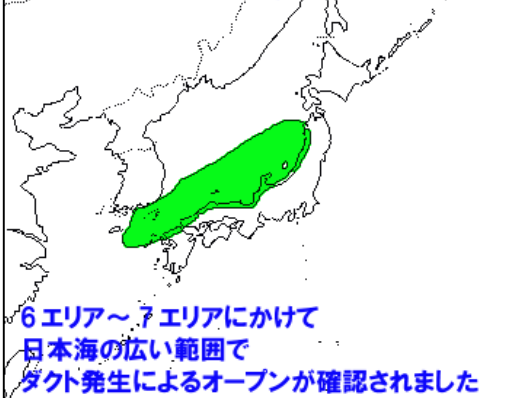 6エリア～7エリアにかけて
日本海の広い範囲で
ダクト発生によるオープンが確認されました